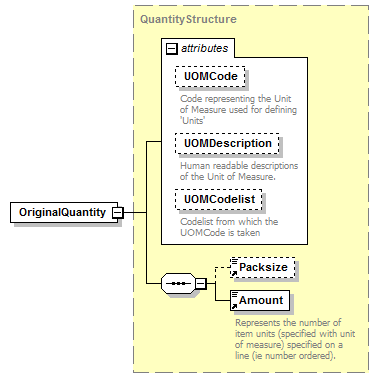 QuantityStructure
attributes
UOMCode
Code representing the Unit
of Measure used for defining
'Units'
UOMDescription
Human readable descriptions
of the Unit of Measure.
UOMCodelist
Codelist from which the
UOMCode is taken
OriginalQuantity
Packsize
Amount
Represents the number of
item units (specified with unit
of measure) specified on a
line (ie number ordered).